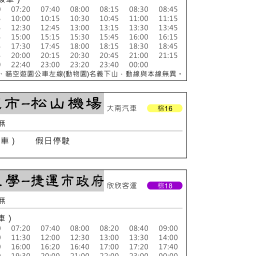 07:20 07:40 08:00 08:15 08:30 08:45
10:00 10:15 10:30 10:45 11:00 11:15
12:30 12:45 13:00 13:15 13:30 13:45
15:00 15:15 15:30 15:45 16:00 16:15
17:30 17:45 18:00 18:15 18:30 18:45
20:00 20:15 20:30 20:45 21:00 21:15
22:40 23:00 23:20 23:40 00:00
、貓空遊園公車左線(動物園)名義下山，動線與本線無異。
市-松山機場 大南汽車 棕16
無
車） 假日停駛
學-捷運市政府 欣欣客運 棕18
無
車）
07:20 07:40 08:00 08:20 08:40 09:00
11:30 12:00 12:30 13:00 13:30 14:00
16:00 16:20 16:40 17:00 17:20 17:40